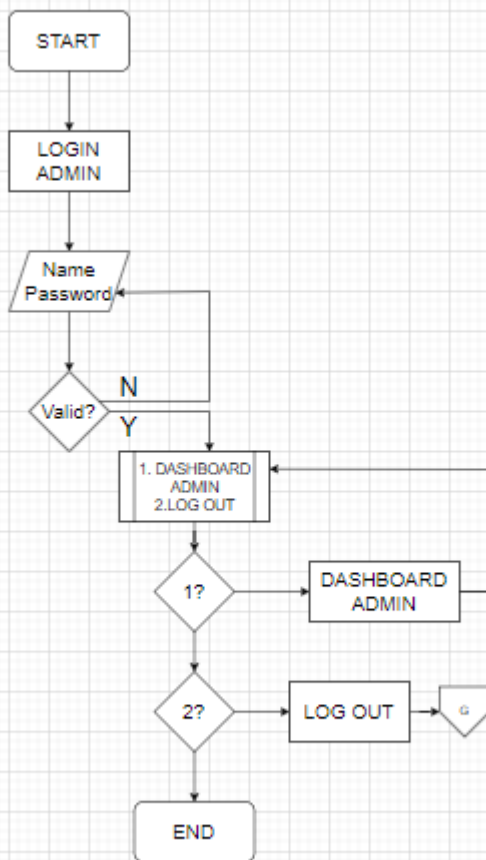 START
LOGIN
ADMIN
Name
Password
Valid?
N
Y
1. DASHBOARD
ADMIN
2.LOG OUT
1?
DASHBOARD
ADMIN
2?
LOG OUT
G
END